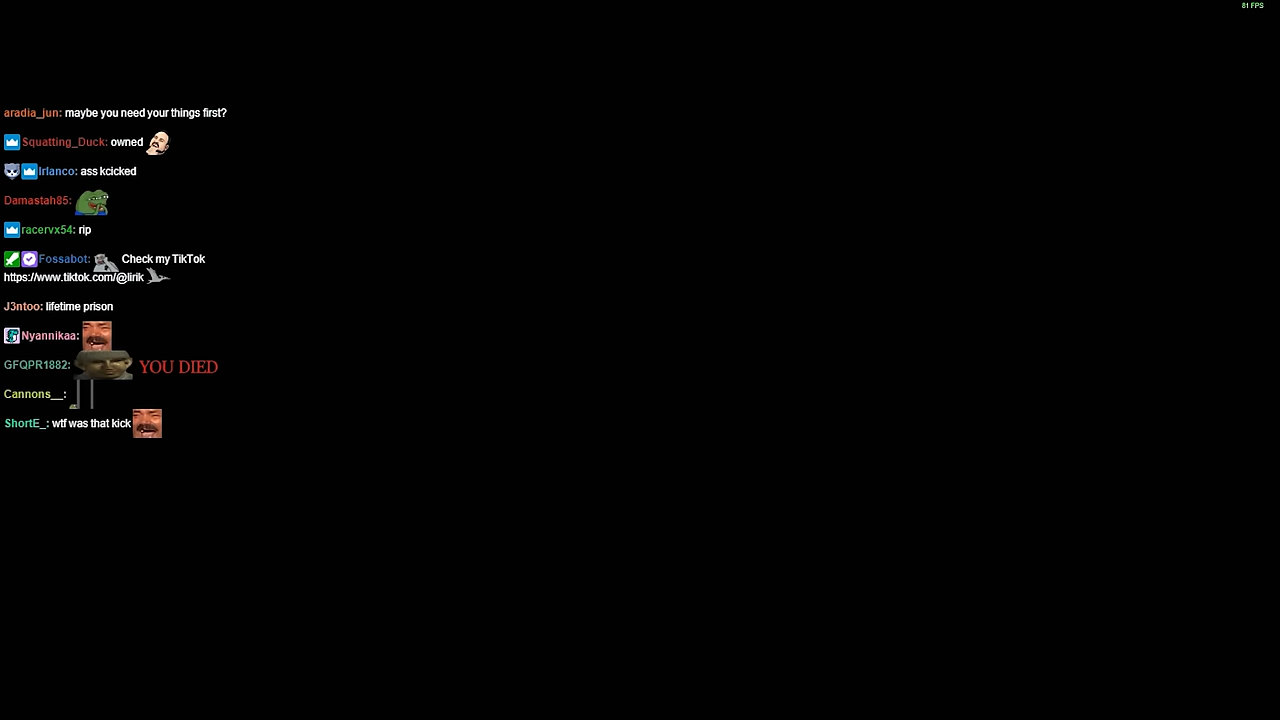 81 FPS
aradia_jun: maybe you need your things first?
Squatting_Duck: owned
lrlanco: ass kcicked
Damastah85:
racervx54: rip
Fossabot: Check my TikTok
https://www.tiktok.com/@lirik
J3ntoo: lifetime prison
Nyannikaa:
GFQPR1882: YOU DIED
Cannons__:
ShortE_: wtf was that kick